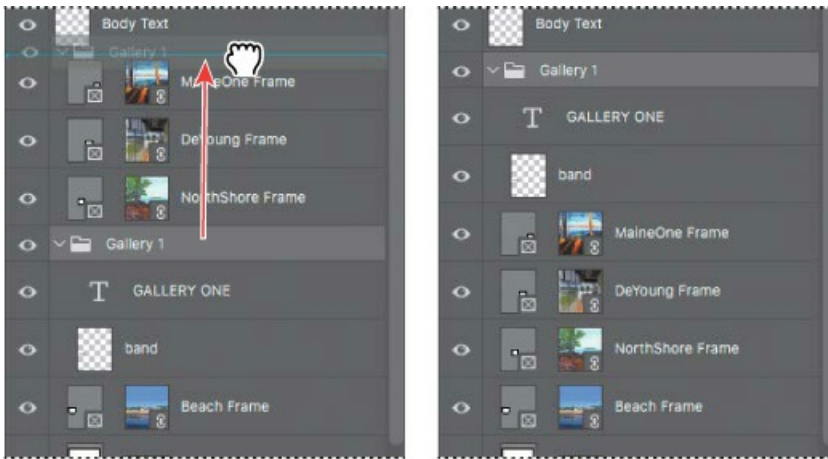 Body Text
Gallery 1
MaineOne Frame
DeYoung Frame
NorthShore Frame
Gallery 1
T GALLERY ONE
band
Beach Frame
Body Text
Gallery 1
T GALLERY ONE
band
MaineOne Frame
DeYoung Frame
NorthShore Frame
Beach Frame